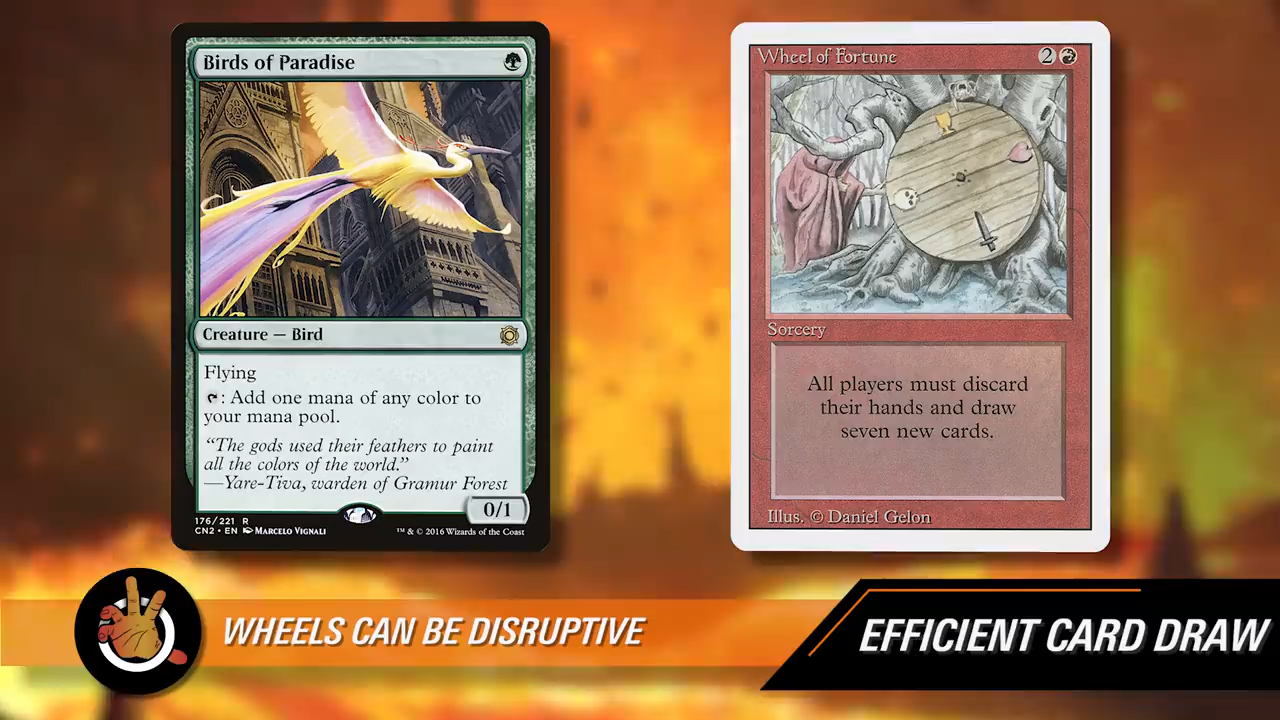 Birds of Paradise
Creature — Bird
Flying
: Add one mana of any color to
your mana pool.
“The gods used their feathers to paint
all the colors of the world.”
—Yare-Tiva, warden of Gramur Forest
0/1
176/221 R
CN2 • EN Marcelo Vignali
™ & © 2016 Wizards of the Coast
Wheel of Fortune
2
Sorcery
All players must discard
their hands and draw
seven new cards.
Illus. © Daniel Gelon
WHEELS CAN BE DISRUPTIVE
EFFICIENT CARD DRAW